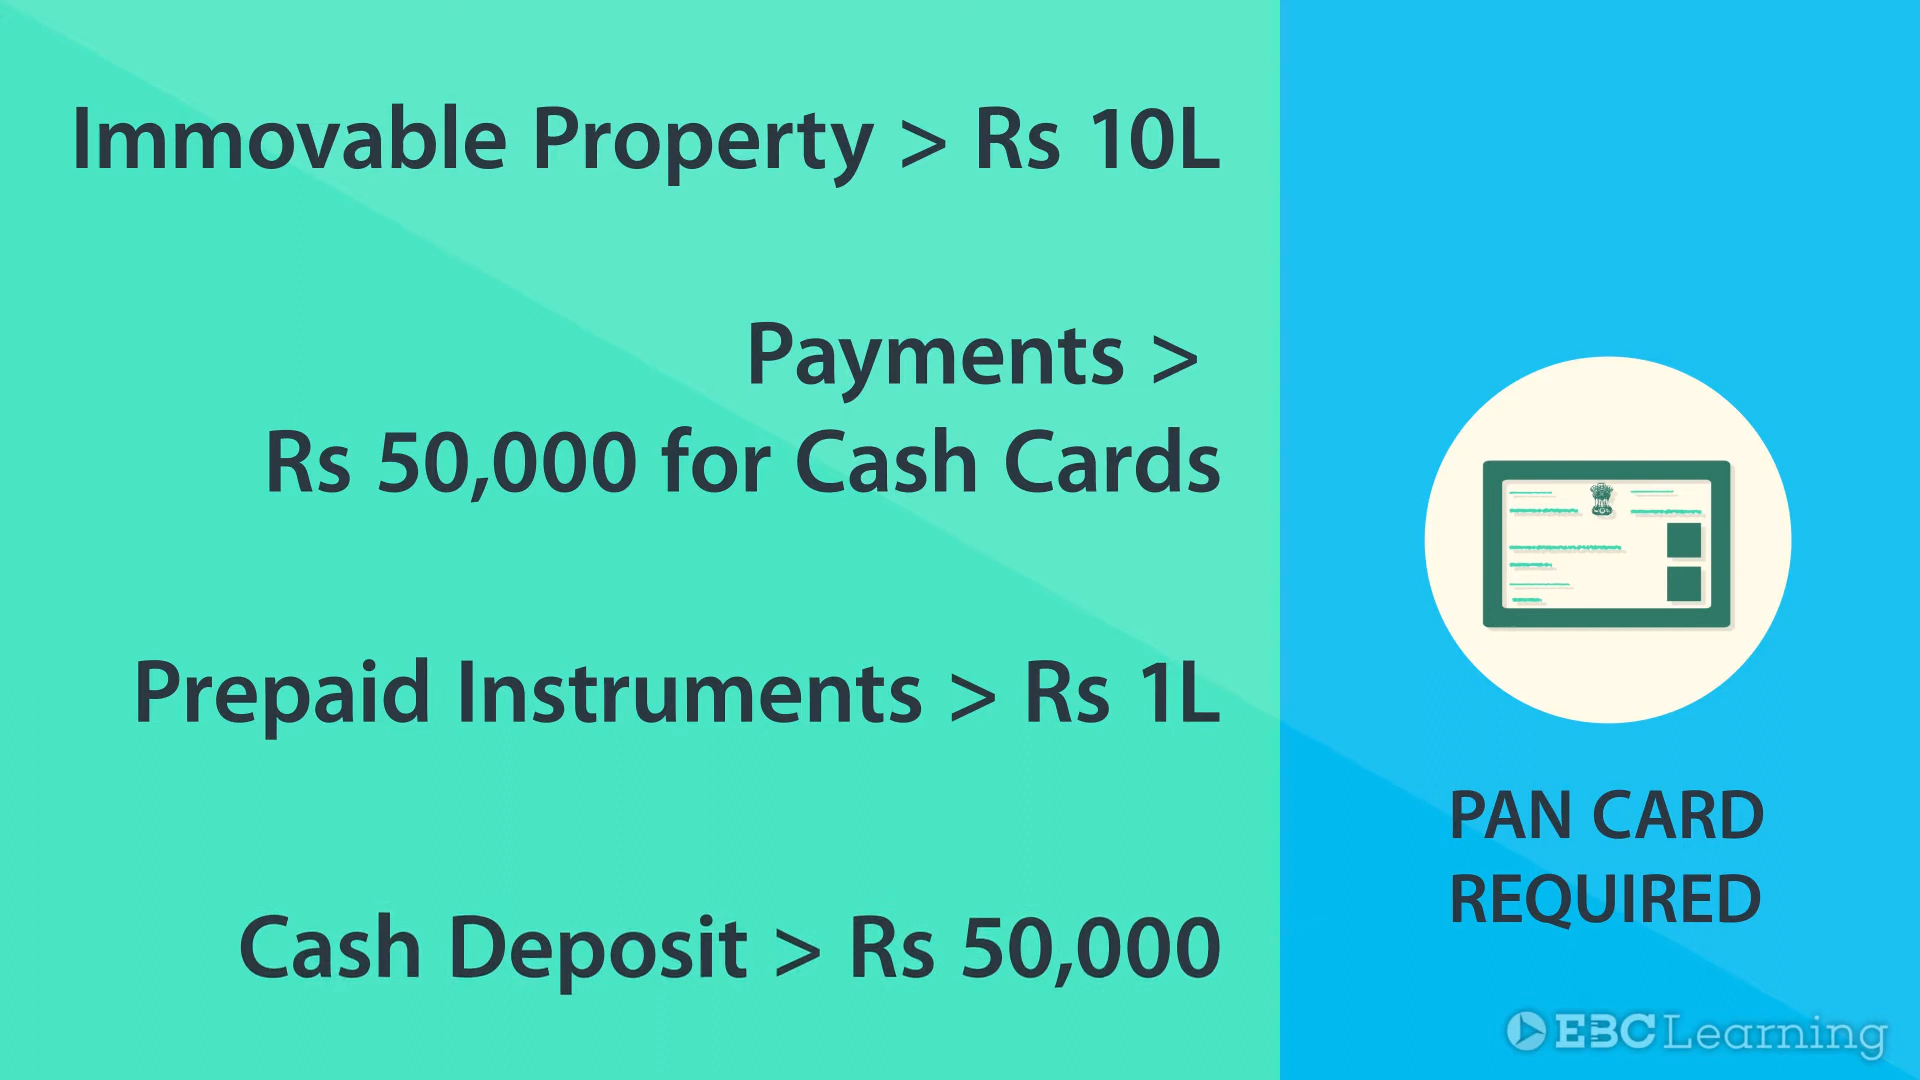 Immovable Property > Rs 10L
Payments >
Rs 50,000 for Cash Cards
Prepaid Instruments > Rs 1L
Cash Deposit > Rs 50,000
PAN CARD
REQUIRED
EBC Learning